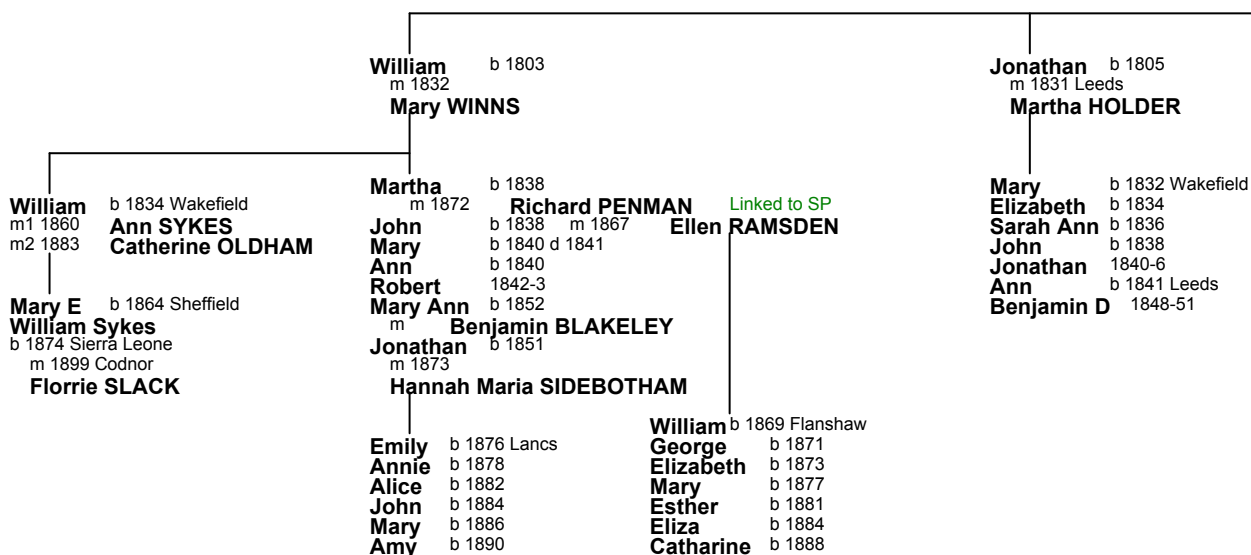 William b 1803
m 1832
Mary WINNS
Jonathan b 1805
m 1831 Leeds
Martha HOLDER
William b 1834 Wakefield
m1 1860 Ann SYKES
m2 1883 Catherine OLDHAM
Martha b 1838
m 1872 Richard PENMAN
Linked to SP
John b 1838 m 1867 Ellen RAMSDEN
Mary b 1840 d 1841
Ann b 1840
Robert 1842-3
Mary Ann b 1852
m Benjamin BLAKELEY
Jonathan b 1851
m 1873
Hannah Maria SIDEBOTHAM
Mary b 1832 Wakefield
Elizabeth b 1834
Sarah Ann b 1836
John b 1838
Jonathan 1840-6
Ann b 1841 Leeds
Benjamin D 1848-51
Mary E b 1864 Sheffield
William Sykes
b 1874 Sierra Leone
m 1899 Codnor
Florrie SLACK
Emily b 1876 Lancs
Annie b 1878
Alice b 1882
John b 1884
Mary b 1886
Amy b 1890
William b 1869 Flanshaw
George b 1871
Elizabeth b 1873
Mary b 1877
Esther b 1881
Eliza b 1884
Catharine b 1888